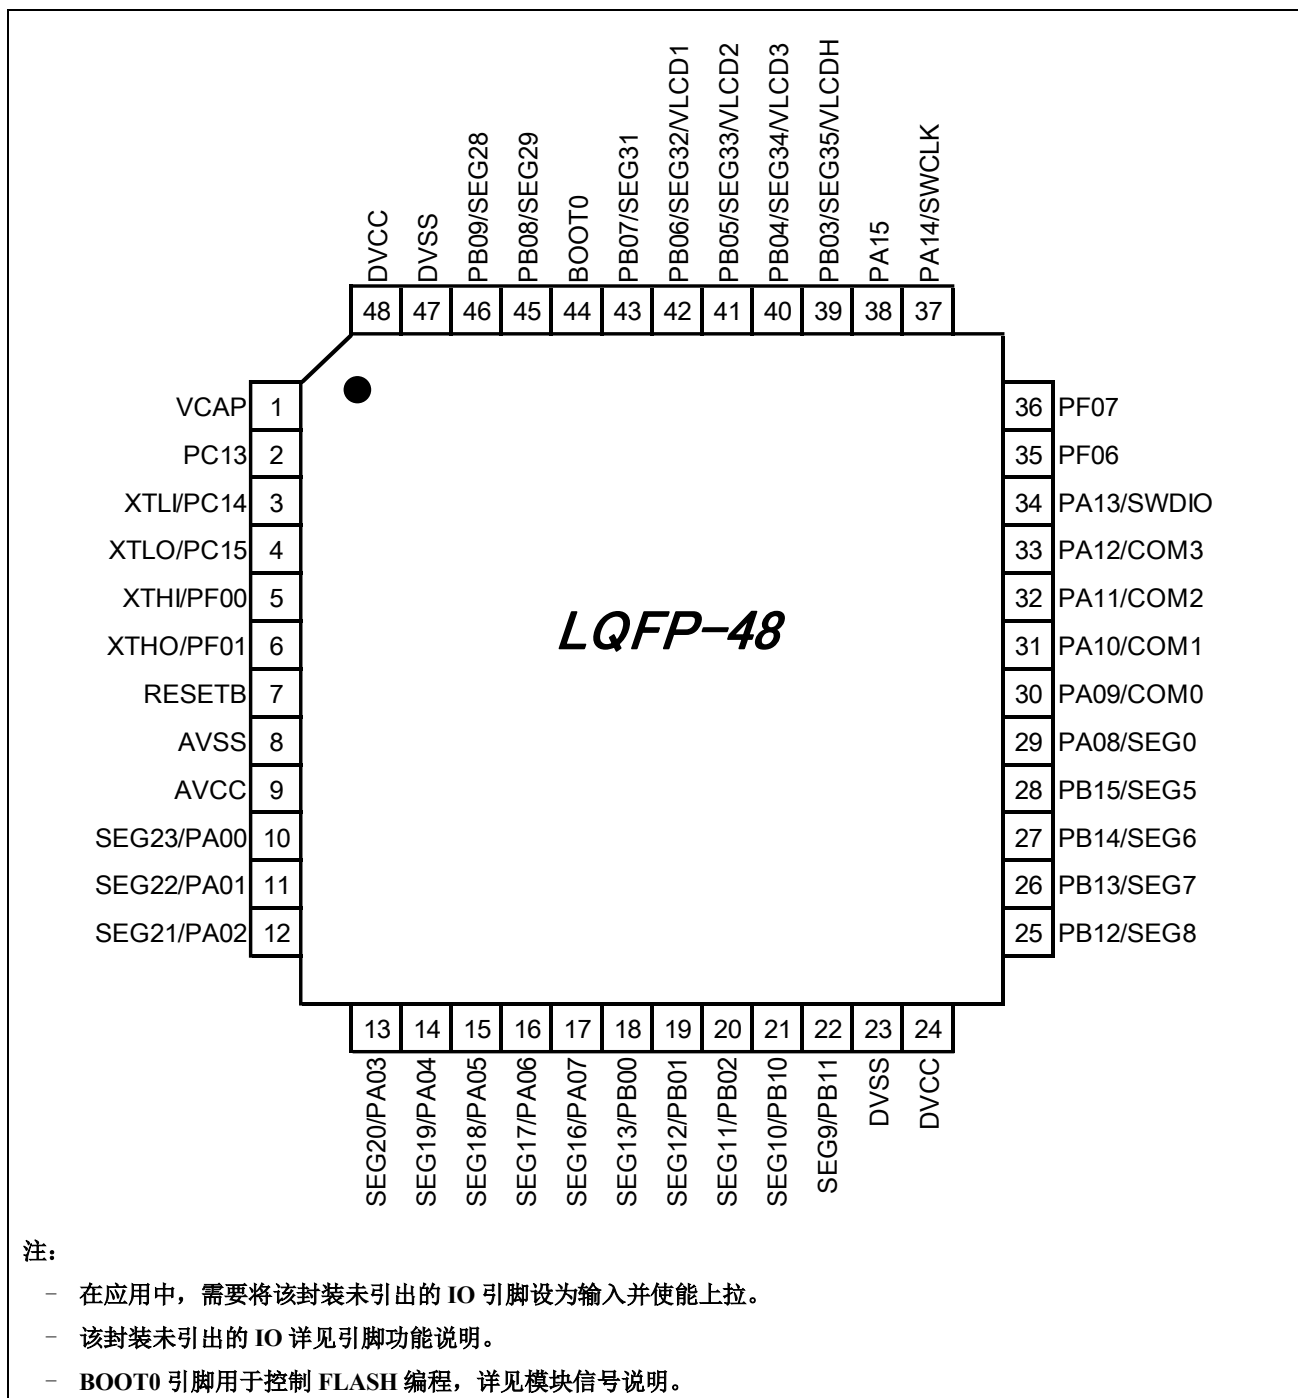 DVCC
DVSS
PB09/SEG28
PB08/SEG29
BOOT0
PB07/SEG31
PB06/SEG32/VLCD1
PB05/SEG33/VLCD2
PB04/SEG34/VLCD3
PB03/SEG35/VLCDH
PA15
PA14/SWCLK
48 47 46 45 44 43 42 41 40 39 38 37
VCAP 1
PC13 2
XTLI/PC14 3
XTLO/PC15 4
XTHI/PF00 5
XTHO/PF01 6
RESETB 7
AVSS 8
AVCC 9
SEG23/PA00 10
SEG22/PA01 11
SEG21/PA02 12
LQFP-48
36 PF07
35 PF06
34 PA13/SWDIO
33 PA12/COM3
32 PA11/COM2
31 PA10/COM1
30 PA09/COM0
29 PA08/SEG0
28 PB15/SEG5
27 PB14/SEG6
26 PB13/SEG7
25 PB12/SEG8
13 14 15 16 17 18 19 20 21 22 23 24
SEG20/PA03
SEG19/PA04
SEG18/PA05
SEG17/PA06
SEG16/PA07
SEG13/PB00
SEG12/PB01
SEG11/PB02
SEG10/PB10
SEG9/PB11
DVSS
DVCC
注：
－ 在应用中，需要将该封装未引出的 IO 引脚设为输入并使能上拉。
－ 该封装未引出的 IO 详见引脚功能说明。
－ BOOT0 引脚用于控制 FLASH 编程，详见模块信号说明。